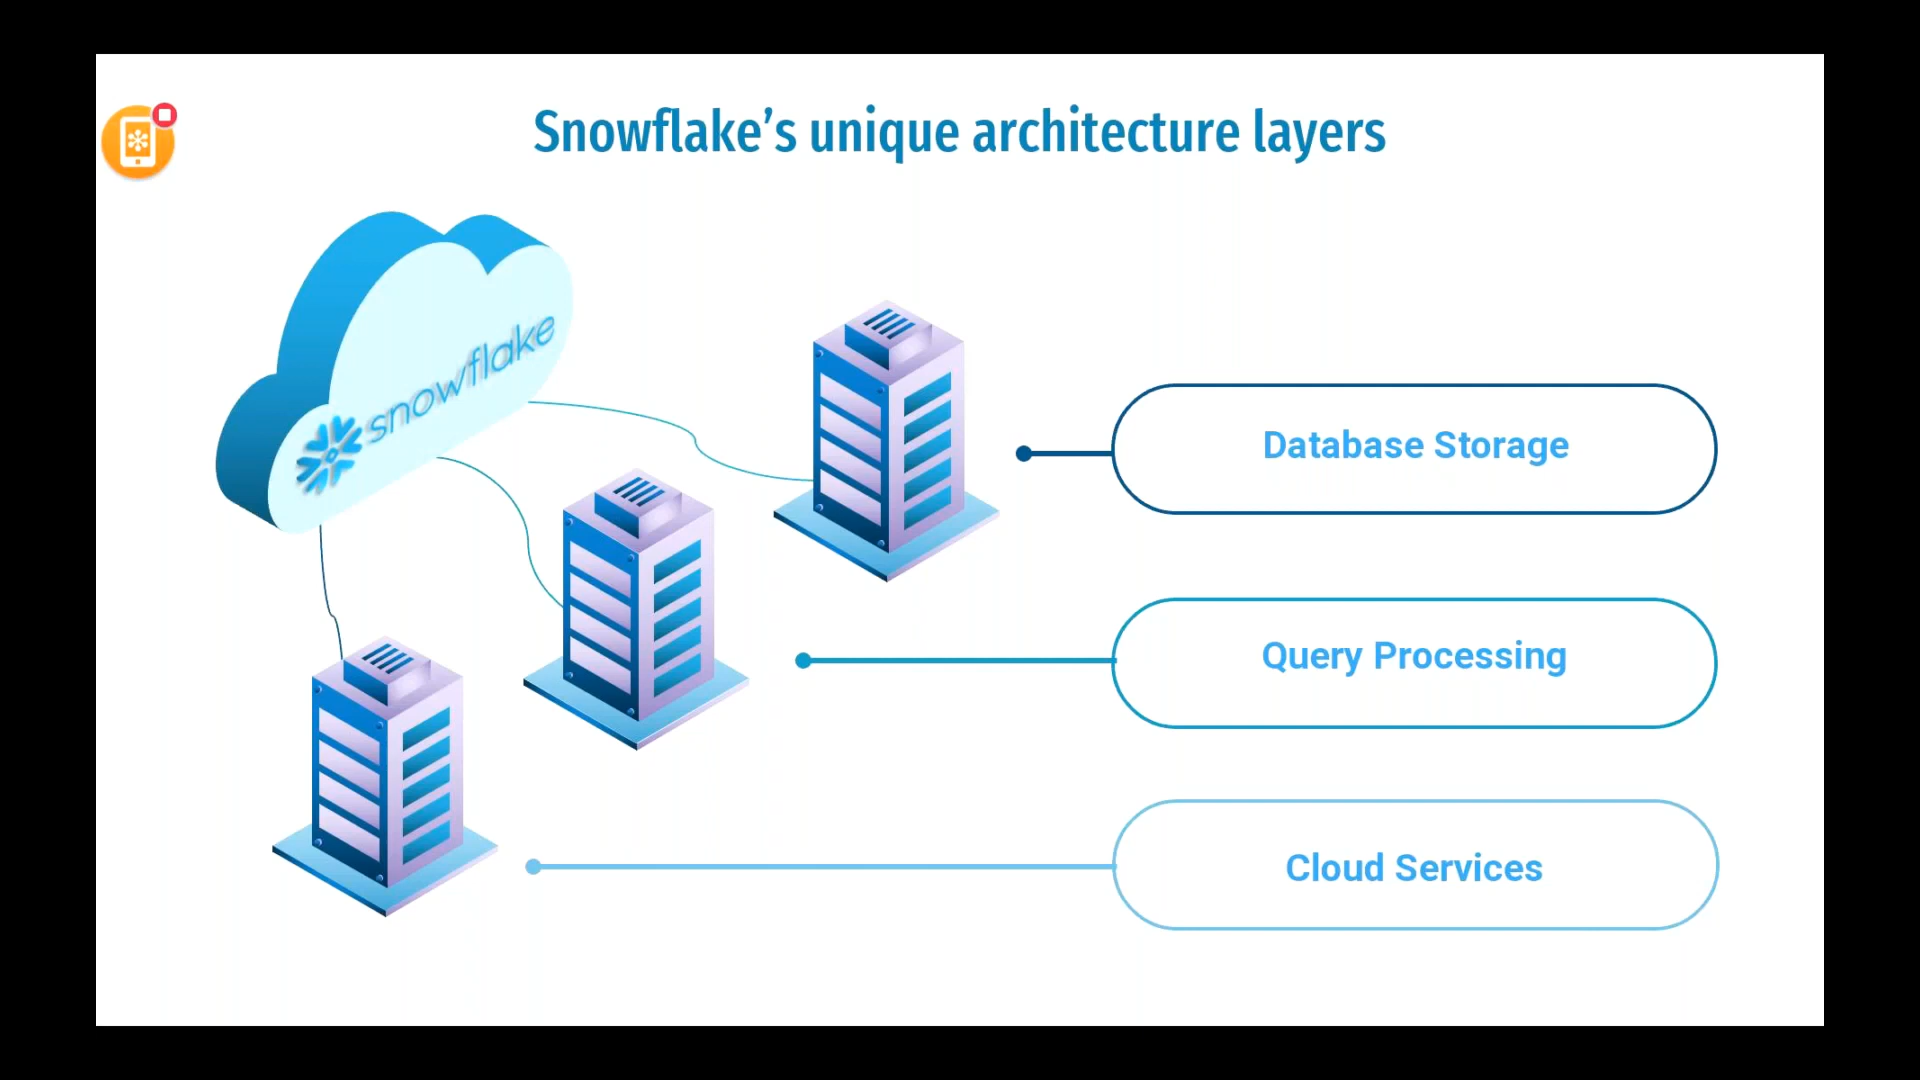 Snowflake’s unique architecture layers
snowflake
Database Storage
Query Processing
Cloud Services